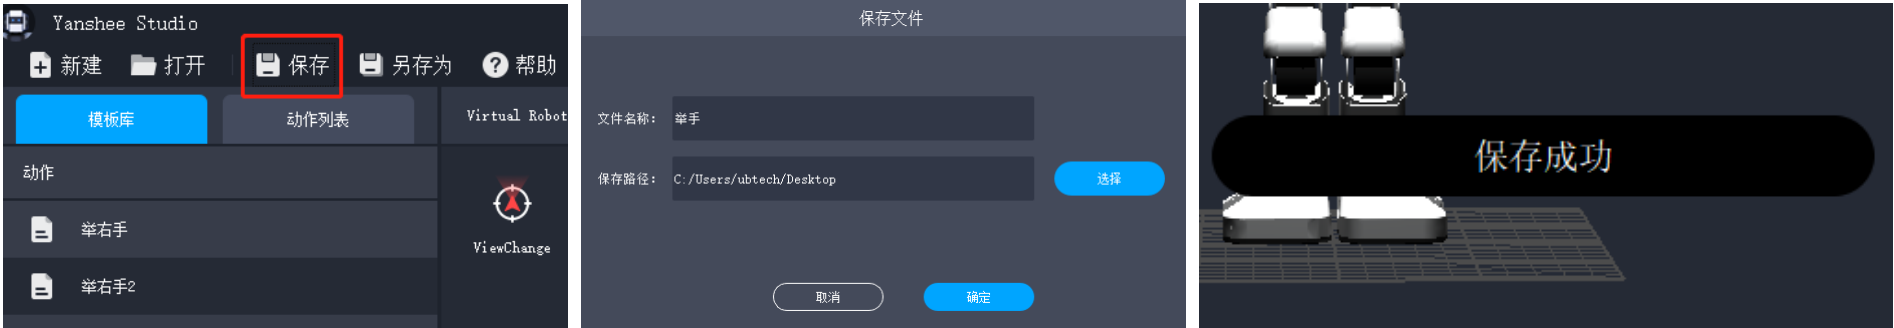 Yanshee Studio
新建 打开 保存 另存为 帮助
模板库 动作列表 Virtual Robot
动作
举右手
ViewChange
举右手2
保存文件
文件名称： 举手
保存路径： C:/Users/ubtech/Desktop 选择
取消 确定
保存成功